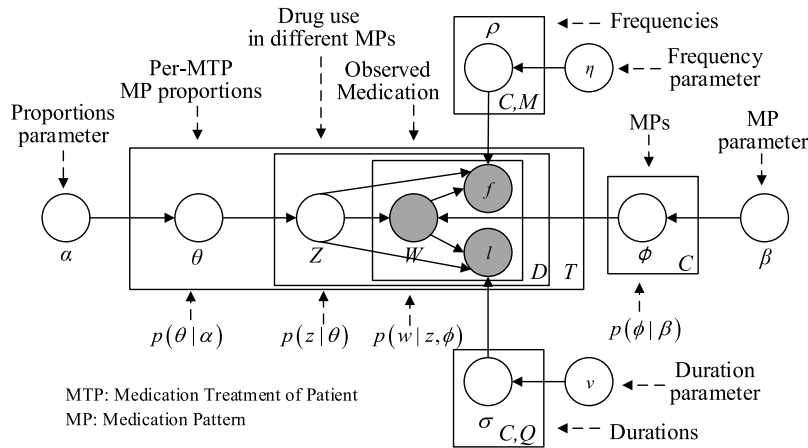 Drug use
in different MPs
Frequencies
ρ
Per-MTP
MP proportions
Observed
Medication
η
Frequency
parameter
C,M
Proportions
parameter
MPs
MP
parameter
f
α
θ
Z
W
l
D
T
ϕ
C
β
p(θ | α)
p(z | θ)
p(w | z,ϕ)
p(ϕ | β)
MTP: Medication Treatment of Patient
MP: Medication Pattern
σ
C,Q
v
Duration
parameter
Durations